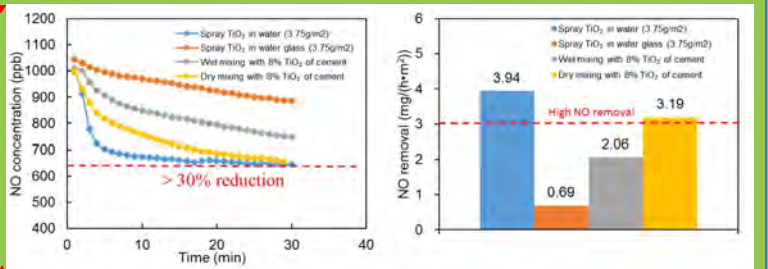 1200
1100
1000
900
800
700
600
500
400
NO concentration (ppb)
Spray TiO₂ in water (3.75g/m2)
Spray TiO₂ in water glass (3.75g/m2)
Wet mixing with 8% TiO₂ of cement
Dry mixing with 8% TiO₂ of cement
> 30% reduction
0
10
20
30
40
Time (min)
6
5
4
3
2
1
0
NO removal (mg/(h•m²))
Spray TiO₂ in water (3.75g/m2)
Spray TiO₂ in water glass (3.75g/m2)
Wet mixing with 8% TiO₂ of cement
Dry mixing with 8% TiO₂ of cement
3.94
High NO removal
3.19
2.06
0.69